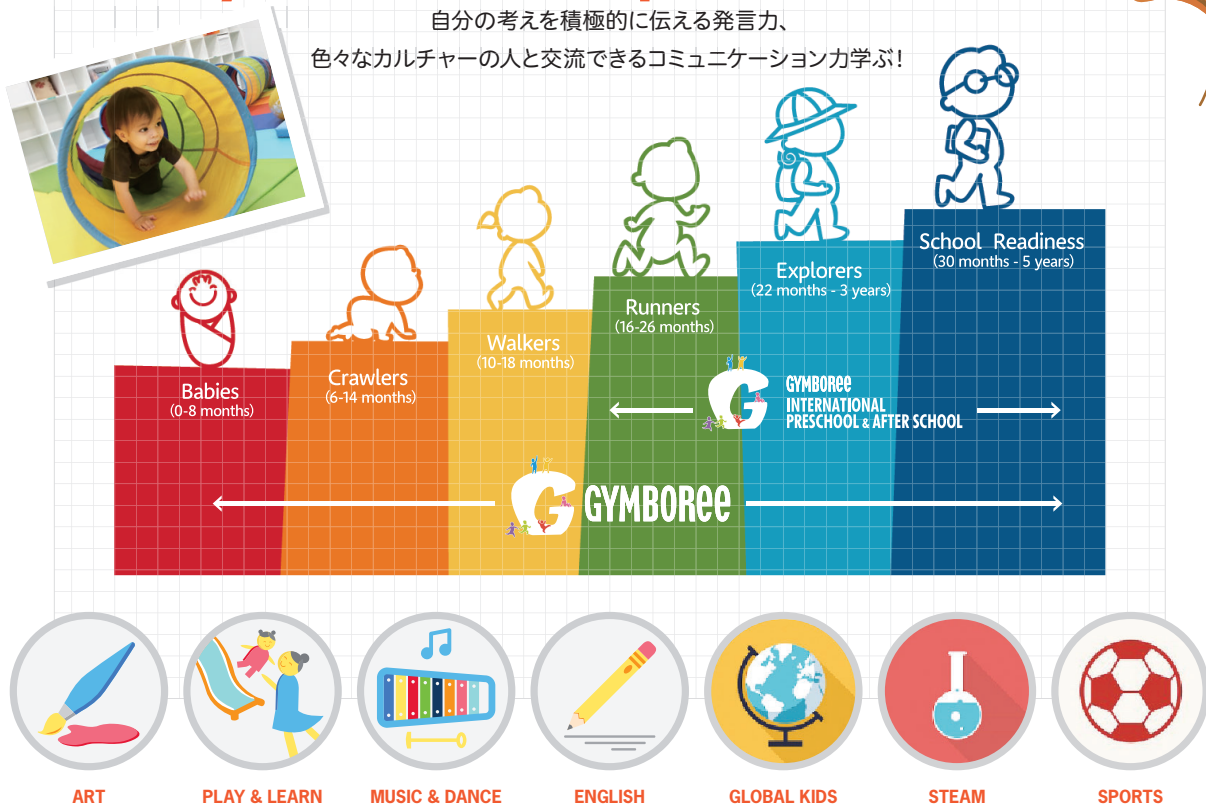 自分の考えを積極的に伝える発言力、
色々なカルチャーの人と交流できるコミュニケーション力学ぶ!
School Readiness
(30 months - 5 years)
Explorers
(22 months - 3 years)
Runners
(16-26 months)
Walkers
(10-18 months)
Crawlers
(6-14 months)
Babies
(0-8 months)
G GYMBOREE
INTERNATIONAL
PRESCHOOL & AFTER SCHOOL
G GYMBOREE
ART
PLAY & LEARN
MUSIC & DANCE
ENGLISH
GLOBAL KIDS
STEAM
SPORTS